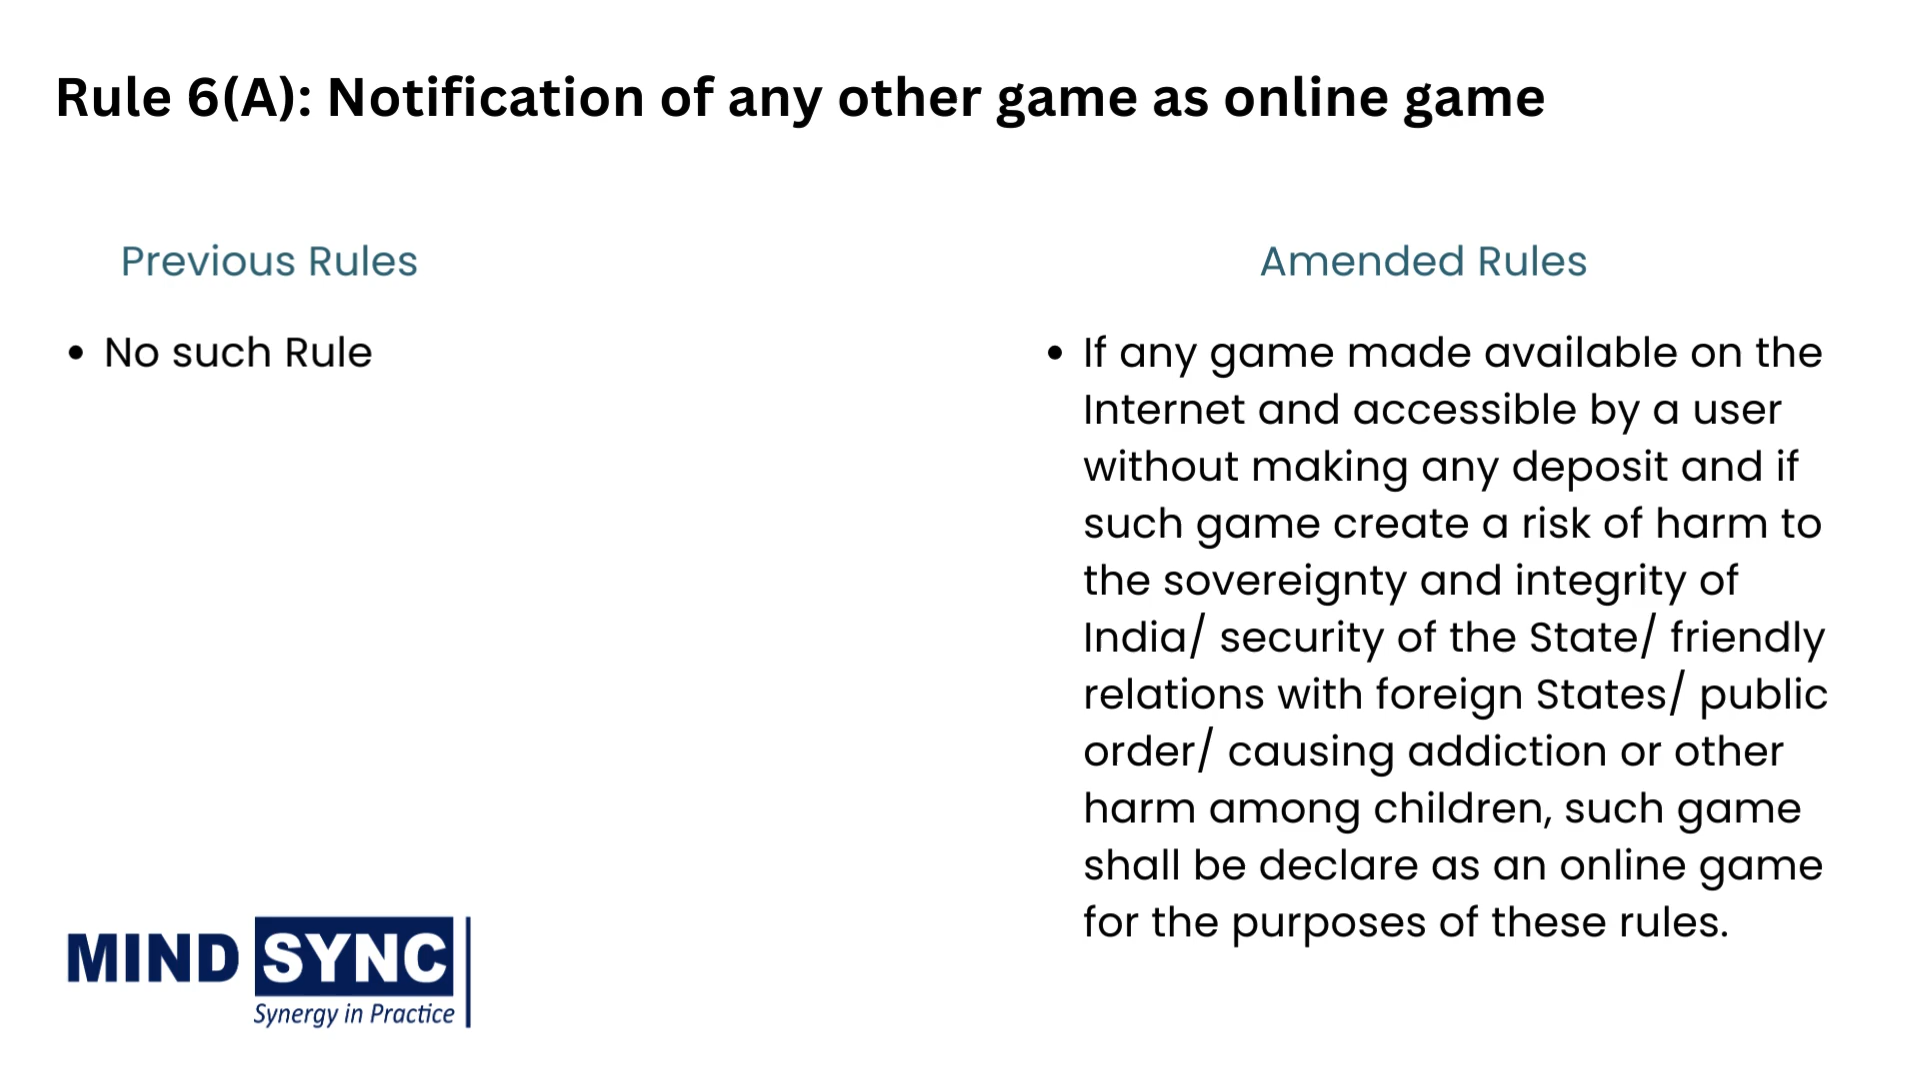 Rule 6(A): Notification of any other game as online game
Previous Rules
• No such Rule
Amended Rules
• If any game made available on the
Internet and accessible by a user
without making any deposit and if
such game create a risk of harm to
the sovereignty and integrity of
India/ security of the State/ friendly
relations with foreign States/ public
order/ causing addiction or other
harm among children, such game
shall be declare as an online game
for the purposes of these rules.
MIND SYNC
Synergy in Practice